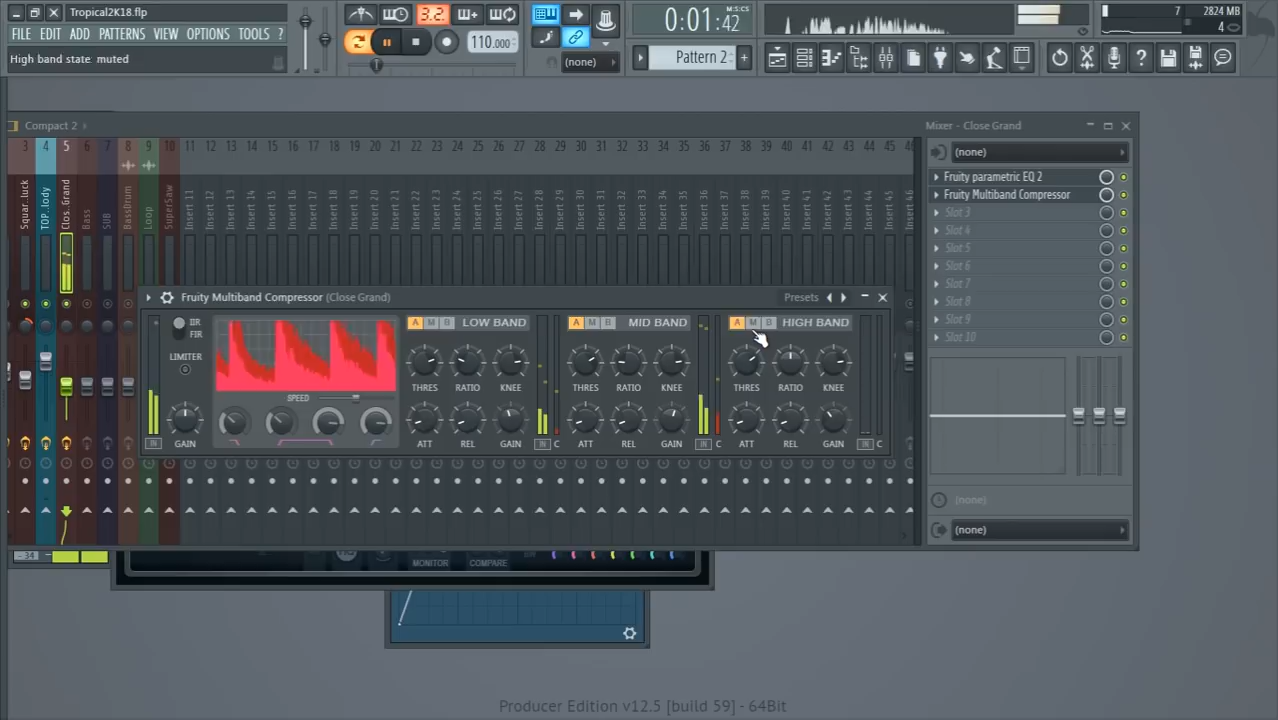 Tropical2K18.flp
FILE EDIT ADD PATTERNS VIEW OPTIONS TOOLS ?
High band state: muted
3.2
110.000
0:01:42
M:S:CS
Pattern 2
(none)
7
2824 MB
4
Compact 2
Mixer - Close Grand
3 4 5 6 7 8 9 10 11 12 13 14 15 16 17 18 19 20 21 22 23 24 25 26 27 28 29 30 31 32 33 34 35 36 37 38 39 40 41 42 43 44 45 46
Squar..luck
TOP..lody
Clos..Grand
Bass
SUB
BassDrum
Loop
SuperSaw
Insert 11
Insert 12
Insert 13
Insert 14
Insert 15
Insert 16
Insert 17
Insert 18
Insert 19
Insert 20
Insert 21
Insert 22
Insert 23
Insert 24
Insert 25
Insert 26
Insert 27
Insert 28
Insert 29
Insert 30
Insert 31
Insert 32
Insert 33
Insert 34
Insert 35
Insert 36
Insert 37
Insert 38
Insert 39
Insert 40
Insert 41
Insert 42
Insert 43
Insert 44
Insert 45
Insert 46
(none)
Fruity parametric EQ 2
Fruity Multiband Compressor
Slot 3
Slot 4
Slot 5
Slot 6
Slot 7
Slot 8
Slot 9
Slot 10
(none)
(none)
Fruity Multiband Compressor (Close Grand)
Presets
IIR
FIR
LIMITER
GAIN
IN
SPEED
A M B LOW BAND
THRES RATIO KNEE
ATT REL GAIN
IN C
A M B MID BAND
THRES RATIO KNEE
ATT REL GAIN
IN C
A M B HIGH BAND
THRES RATIO KNEE
ATT REL GAIN
IN C
-34
MONITOR COMPARE
Producer Edition v12.5 [build 59] - 64Bit